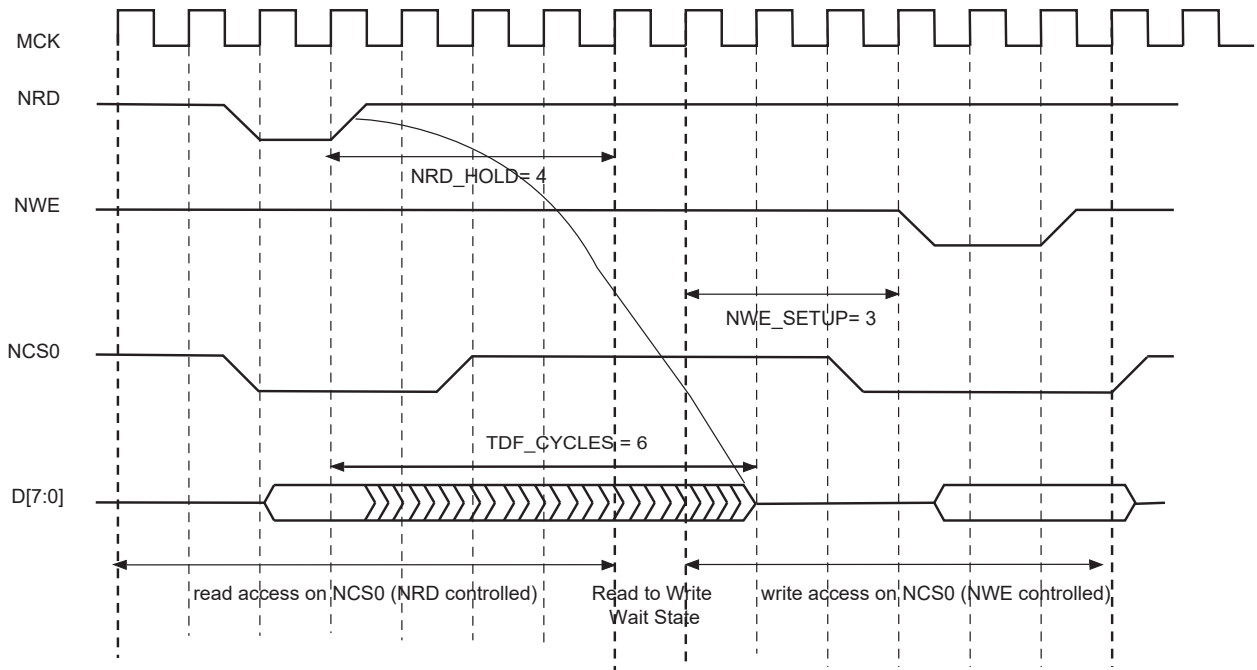 MCK
NRD
NRD_HOLD= 4
NWE
NWE_SETUP= 3
NCS0
TDF_CYCLES = 6
D[7:0]
read access on NCS0 (NRD controlled)
Read to Write
Wait State
write access on NCS0 (NWE controlled)